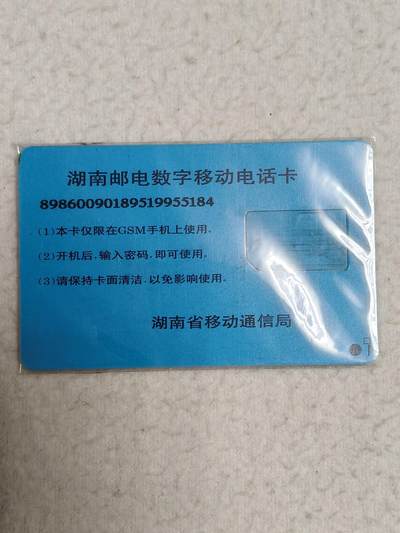 湖南邮电数字移动电话卡
89860090189519955184
(1)本卡仅限在GSM手机上使用.
(2)开机后.输入密码.即可使用.
(3)请保持卡面清洁.以免影响使用.
湖南省移动通信局